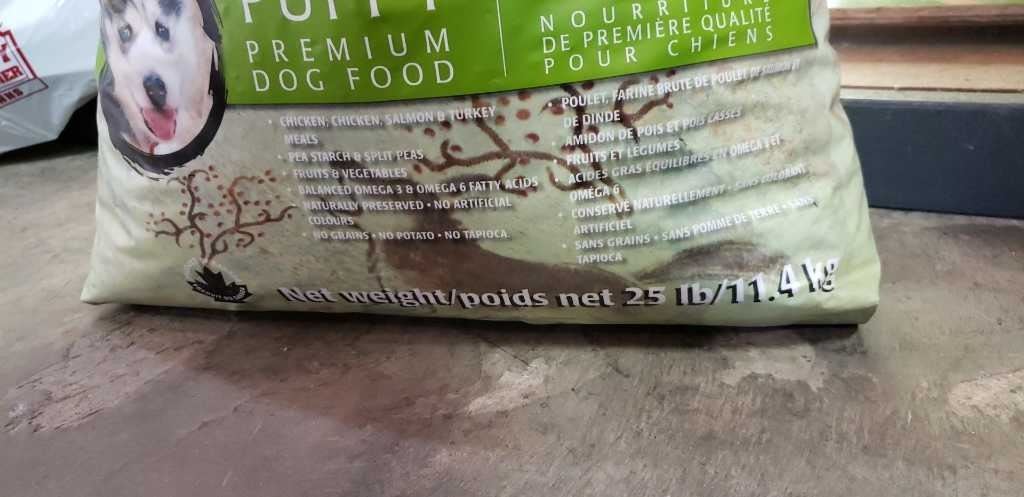 PUPPY
PREMIUM
DOG FOOD
NOURRITURE
DE PREMIÈRE QUALITÉ
POUR CHIENS
• CHICKEN; CHICKEN, SALMON & TURKEY
MEALS
• PEA STARCH & SPLIT PEAS
• FRUITS & VEGETABLES
• BALANCED OMEGA 3 & OMEGA 6 FATTY ACIDS
• NATURALLY PRESERVED • NO ARTIFICIAL
COLOURS
• NO GRAINS • NO POTATO • NO TAPIOCA
• POULET, FARINE BRUTE DE POULET DE SAUMON ET
DE DINDE
• AMIDON DE POIS ET POIS CASSÉS
• FRUITS ET LÉGUMES
• ACIDES GRAS ÉQUILIBRÉS EN OMÉGA 3 ET
OMÉGA 6
• CONSERVÉ NATURELLEMENT • SANS COLORANT
ARTIFICIEL
• SANS GRAINS • SANS POMME DE TERRE • SANS
TAPIOCA
Net weight/poids net 25 lb/11.4 kg